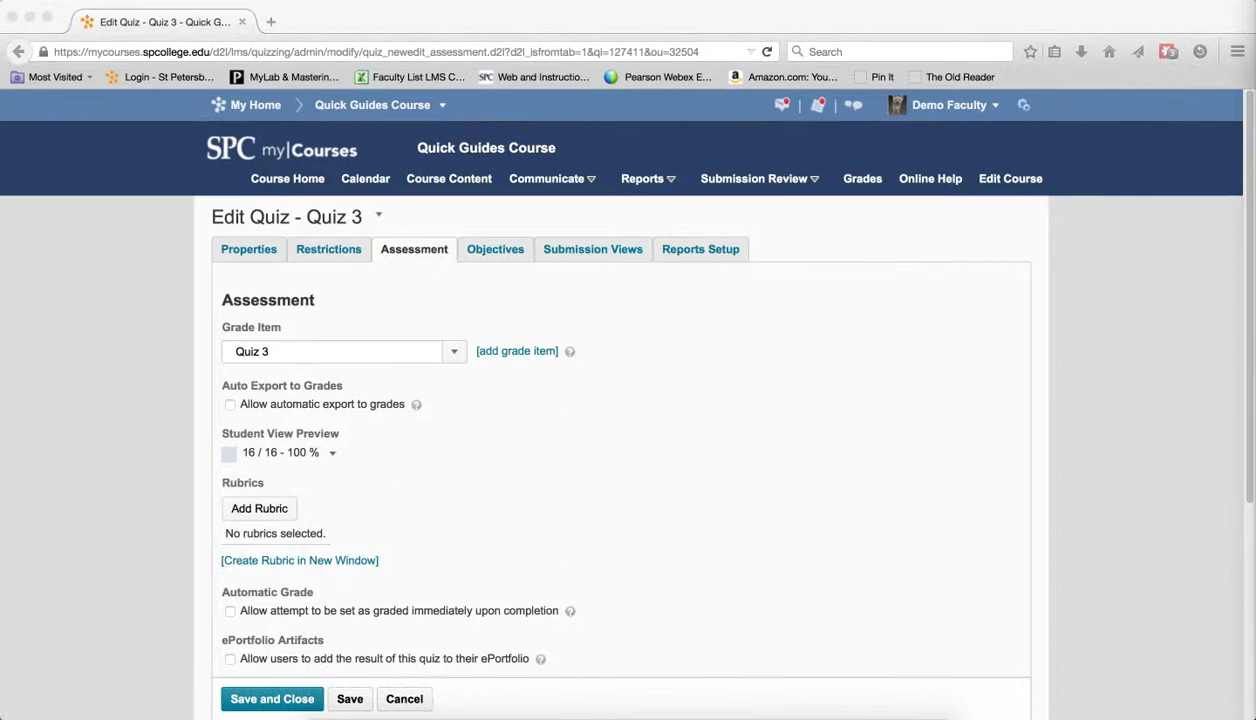 Edit Quiz - Quiz 3 - Quick G...
https://mycourses.spcollege.edu/d2l/lms/quizzing/admin/modify/quiz_newedit_assessment.d2l?d2l_isfromtab=1&qi=127411&ou=32504
Search
Most Visited
Login - St Petersb...
MyLab & Masterin...
Faculty List LMS C...
SPC Web and Instructio...
Pearson Webex E...
Amazon.com: You...
Pin It
The Old Reader
My Home
Quick Guides Course
Demo Faculty
SPC my|Courses
Quick Guides Course
Course Home
Calendar
Course Content
Communicate
Reports
Submission Review
Grades
Online Help
Edit Course
Edit Quiz - Quiz 3
Properties
Restrictions
Assessment
Objectives
Submission Views
Reports Setup
Assessment
Grade Item
Quiz 3
[add grade item]
Auto Export to Grades
Allow automatic export to grades
Student View Preview
16 / 16 - 100 %
Rubrics
Add Rubric
No rubrics selected.
[Create Rubric in New Window]
Automatic Grade
Allow attempt to be set as graded immediately upon completion
ePortfolio Artifacts
Allow users to add the result of this quiz to their ePortfolio
Save and Close
Save
Cancel